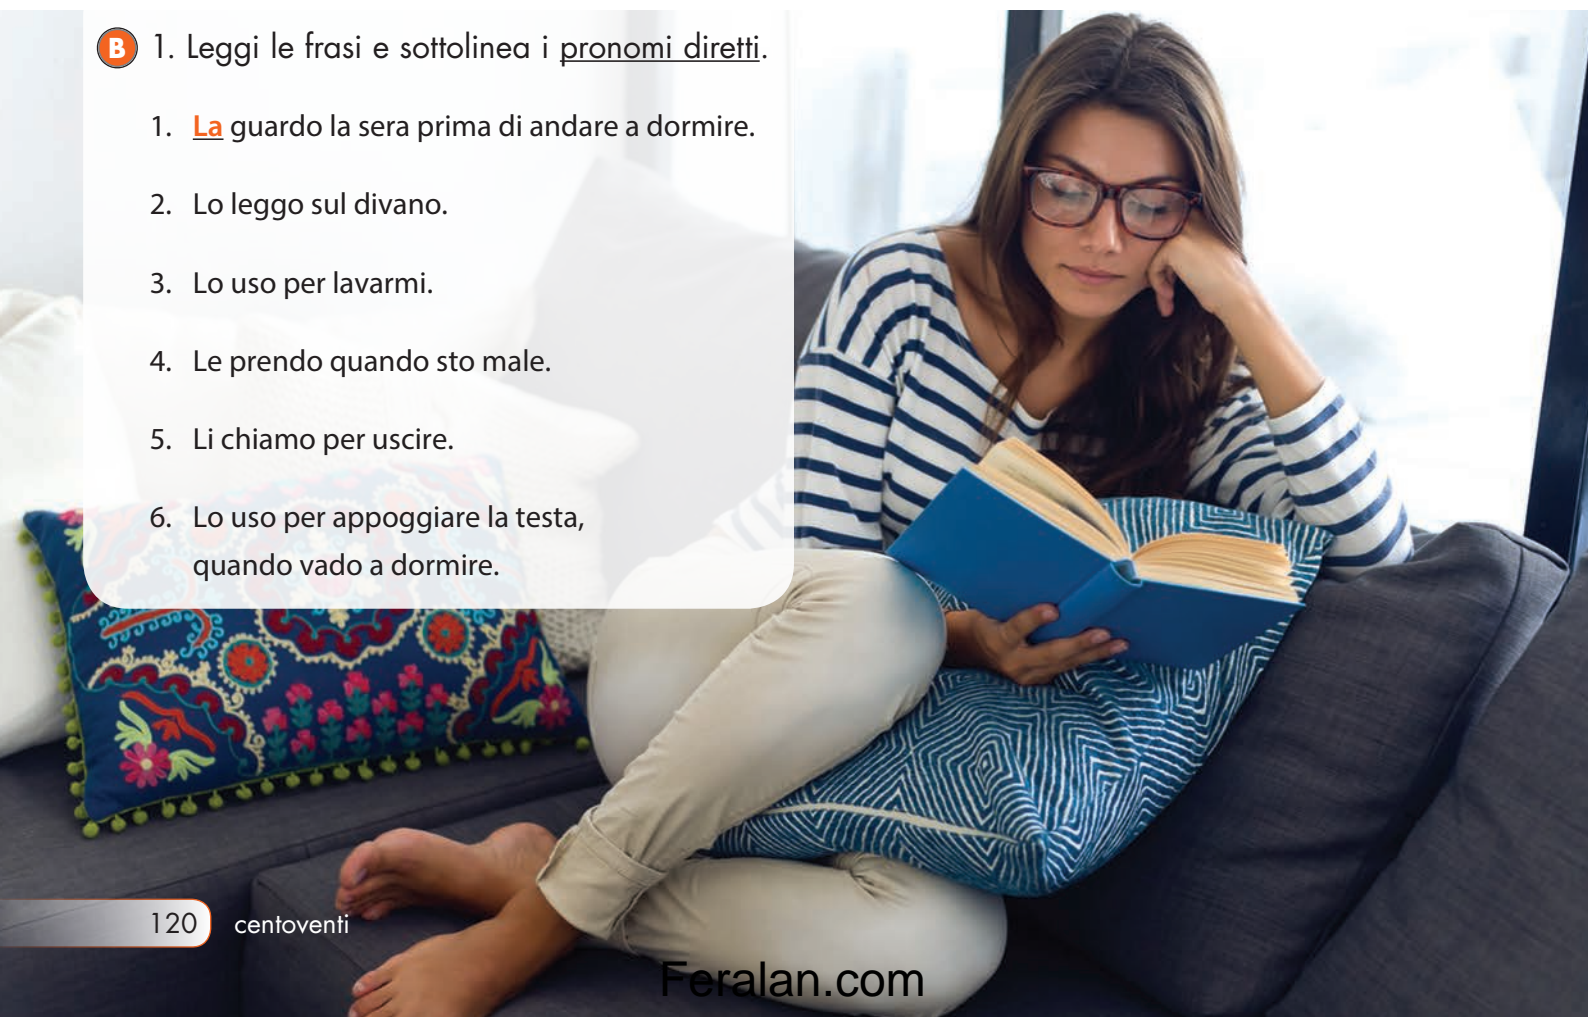 B 1. Leggi le frasi e sottolinea i pronomi diretti.
1. La guardo la sera prima di andare a dormire.
2. Lo leggo sul divano.
3. Lo uso per lavarmi.
4. Le prendo quando sto male.
5. Li chiamo per uscire.
6. Lo uso per appoggiare la testa,
quando vado a dormire.
120 centoventi
Feralan.com